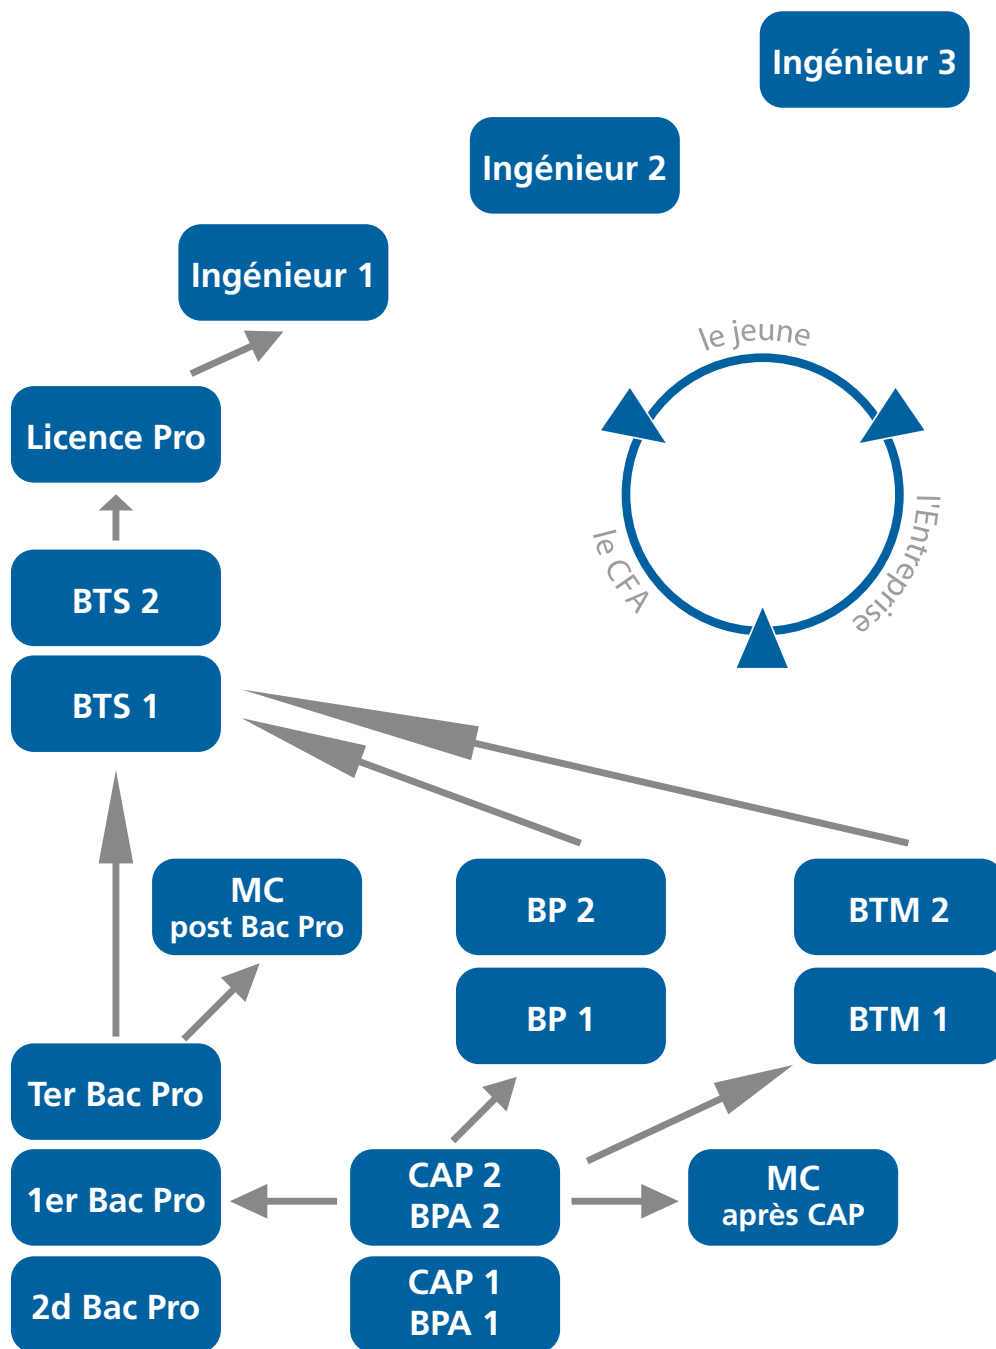 Ingénieur 3
Ingénieur 2
Ingénieur 1
le jeune
l'Entreprise
le CFA
Licence Pro
BTS 2
BTS 1
MC
post Bac Pro
BP 2
BTM 2
BP 1
BTM 1
Ter Bac Pro
1er Bac Pro
CAP 2
BPA 2
MC
après CAP
2d Bac Pro
CAP 1
BPA 1